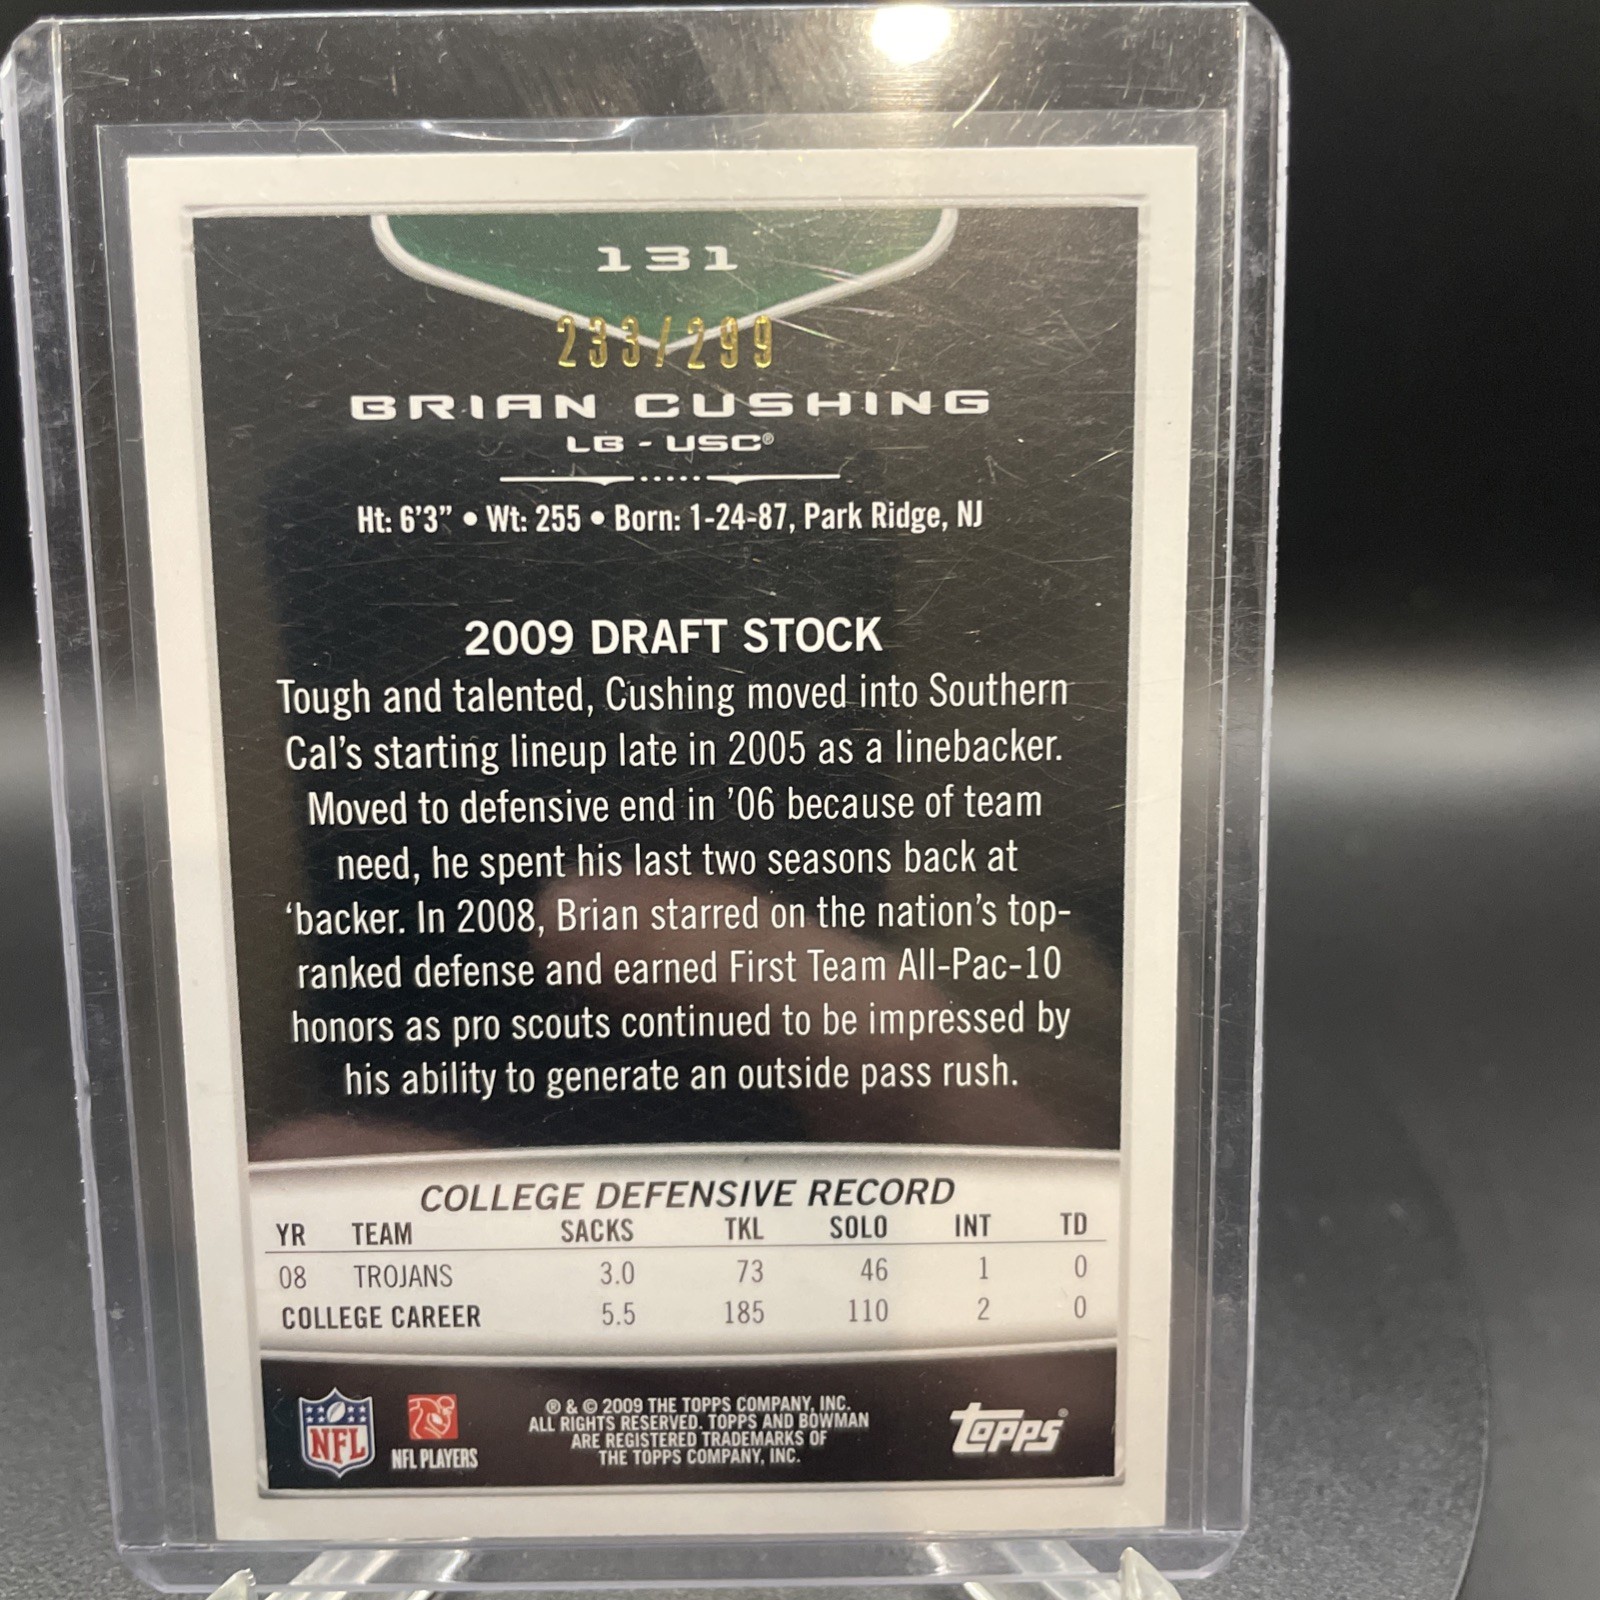 131
233/299
BRIAN CUSHING
LB - USC®
Ht: 6'3" • Wt: 255 • Born: 1-24-87, Park Ridge, NJ
2009 DRAFT STOCK
Tough and talented, Cushing moved into Southern
Cal's starting lineup late in 2005 as a linebacker.
Moved to defensive end in '06 because of team
need, he spent his last two seasons back at
'backer. In 2008, Brian starred on the nation's top-
ranked defense and earned First Team All-Pac-10
honors as pro scouts continued to be impressed by
his ability to generate an outside pass rush.
COLLEGE DEFENSIVE RECORD
YR TEAM SACKS TKL SOLO INT TD
08 TROJANS 3.0 73 46 1 0
COLLEGE CAREER 5.5 185 110 2 0
NFL
NFL PLAYERS
® & © 2009 THE TOPPS COMPANY, INC.
ALL RIGHTS RESERVED. TOPPS AND BOWMAN
ARE REGISTERED TRADEMARKS OF
THE TOPPS COMPANY, INC.
topps®